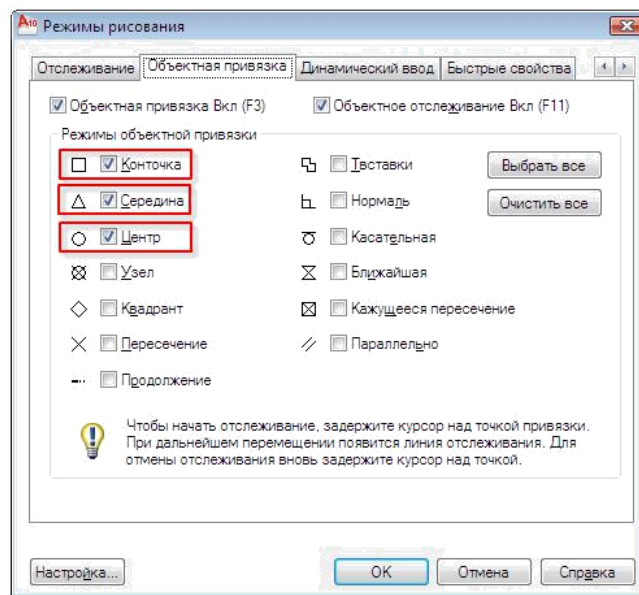 A10 Режимы рисования
Отслеживание Объектная привязка Динамический ввод Быстрые свойства
Объектная привязка Вкл (F3) Объектное отслеживание Вкл (F11)
Режимы объектной привязки
Конточка Твставки Выбрать все
Середина Нормаль Очистить все
Центр Касательная
Узел Ближайшая
Квадрант Кажущееся пересечение
Пересечение Параллельно
Продолжение
Чтобы начать отслеживание, задержите курсор над точкой привязки.
При дальнейшем перемещении появится линия отслеживания. Для
отмены отслеживания вновь задержите курсор над точкой.
Настройка... OK Отмена Справка